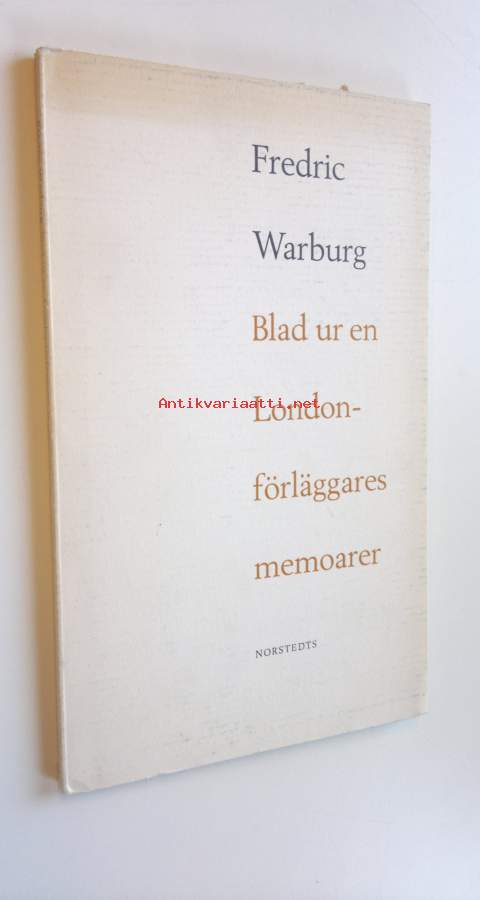 Fredric
Warburg
Blad ur en
Antikvariaatti.net
London-
förläggares
memoarer
NORSTEDTS